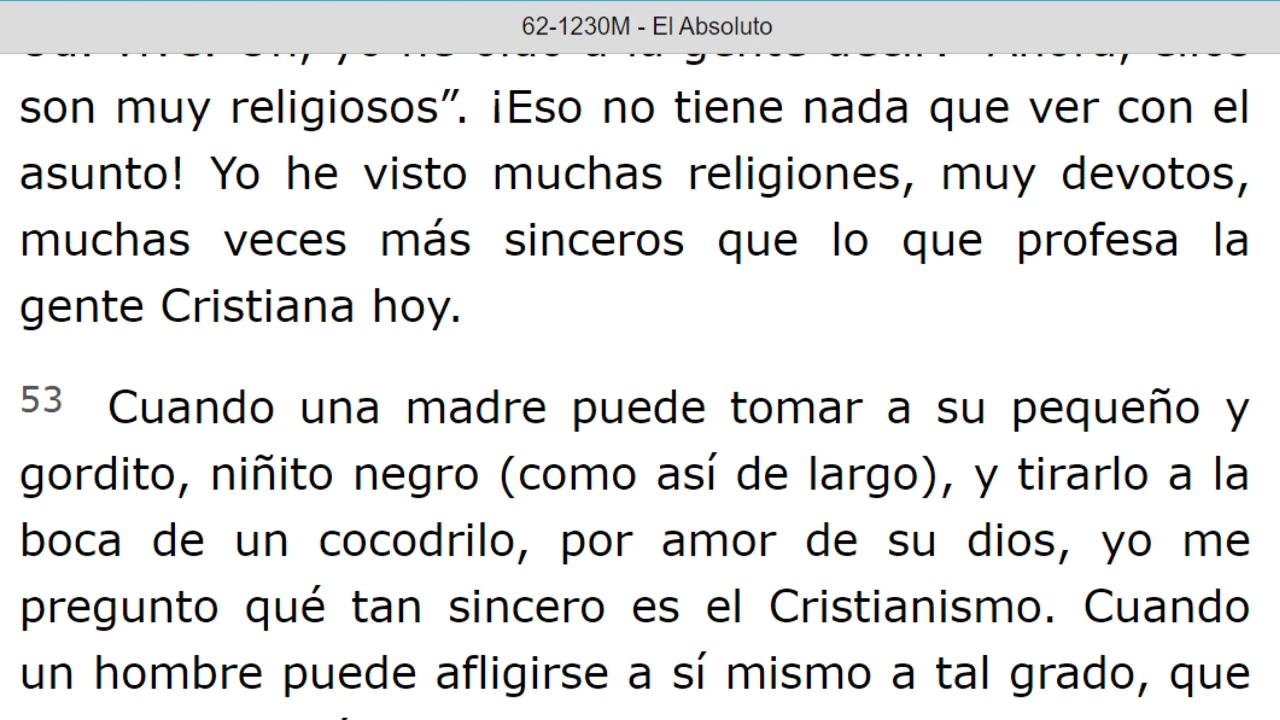 62-1230M - El Absoluto
son muy religiosos”. ¡Eso no tiene nada que ver con el
asunto! Yo he visto muchas religiones, muy devotos,
muchas veces más sinceros que lo que profesa la
gente Cristiana hoy.
53 Cuando una madre puede tomar a su pequeño y
gordito, niñito negro (como así de largo), y tirarlo a la
boca de un cocodrilo, por amor de su dios, yo me
pregunto qué tan sincero es el Cristianismo. Cuando
un hombre puede afligirse a sí mismo a tal grado, que